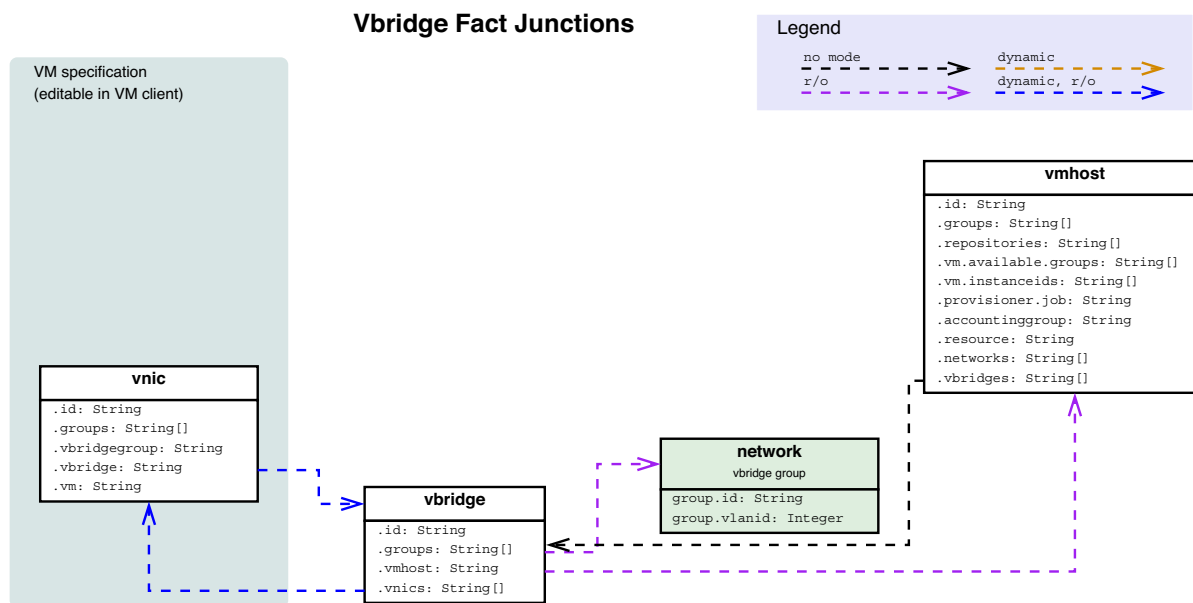 Vbridge Fact Junctions
Legend
no mode
dynamic
r/o
dynamic, r/o
VM specification
(editable in VM client)
vmhost
.id: String
.groups: String[]
.repositories: String[]
.vm.available.groups: String[]
.vm.instanceids: String[]
.provisioner.job: String
.accountinggroup: String
.resource: String
.networks: String[]
.vbridges: String[]
vnic
.id: String
.groups: String[]
.vbridgegroup: String
.vbridge: String
.vm: String
network
vbridge group
group.id: String
group.vlanid: Integer
vbridge
.id: String
.groups: String[]
.vmhost: String
.vnics: String[]